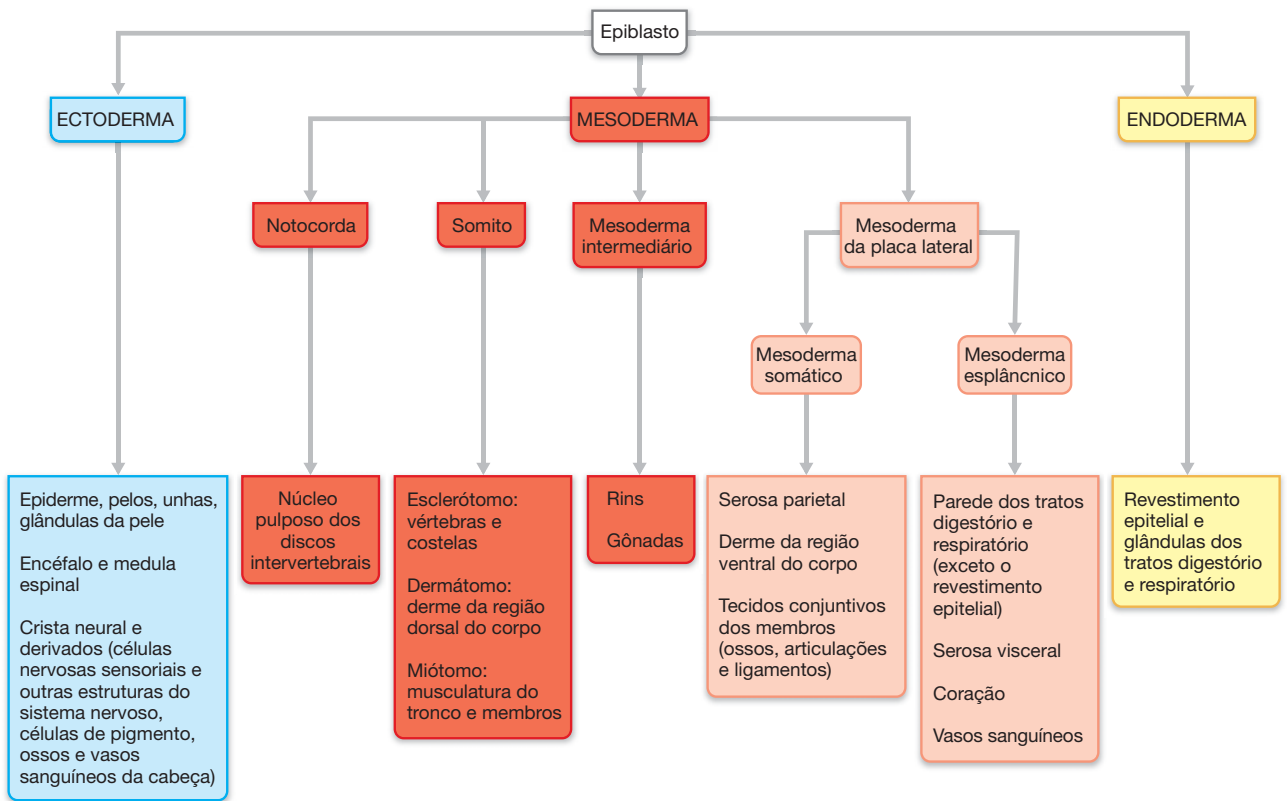 Epiblasto
ECTODERMA
MESODERMA
ENDODERMA
Notocorda
Somito
Mesoderma
intermediário
Mesoderma
da placa lateral
Mesoderma
somático
Mesoderma
esplâncnico
Epiderme, pelos, unhas,
glândulas da pele
Encéfalo e medula
espinal
Crista neural e
derivados (células
nervosas sensoriais e
outras estruturas do
sistema nervoso,
células de pigmento,
ossos e vasos
sanguíneos da cabeça)
Núcleo
pulposo dos
discos
intervertebrais
Esclerótomo:
vértebras e
costelas
Dermátomo:
derme da região
dorsal do corpo
Miótomo:
musculatura do
tronco e membros
Rins
Gônadas
Serosa parietal
Derme da região
ventral do corpo
Tecidos conjuntivos
dos membros
(ossos, articulações
e ligamentos)
Parede dos tratos
digestório e
respiratório
(exceto o
revestimento
epitelial)
Serosa visceral
Coração
Vasos sanguíneos
Revestimento
epitelial e
glândulas dos
tratos digestório
e respiratório